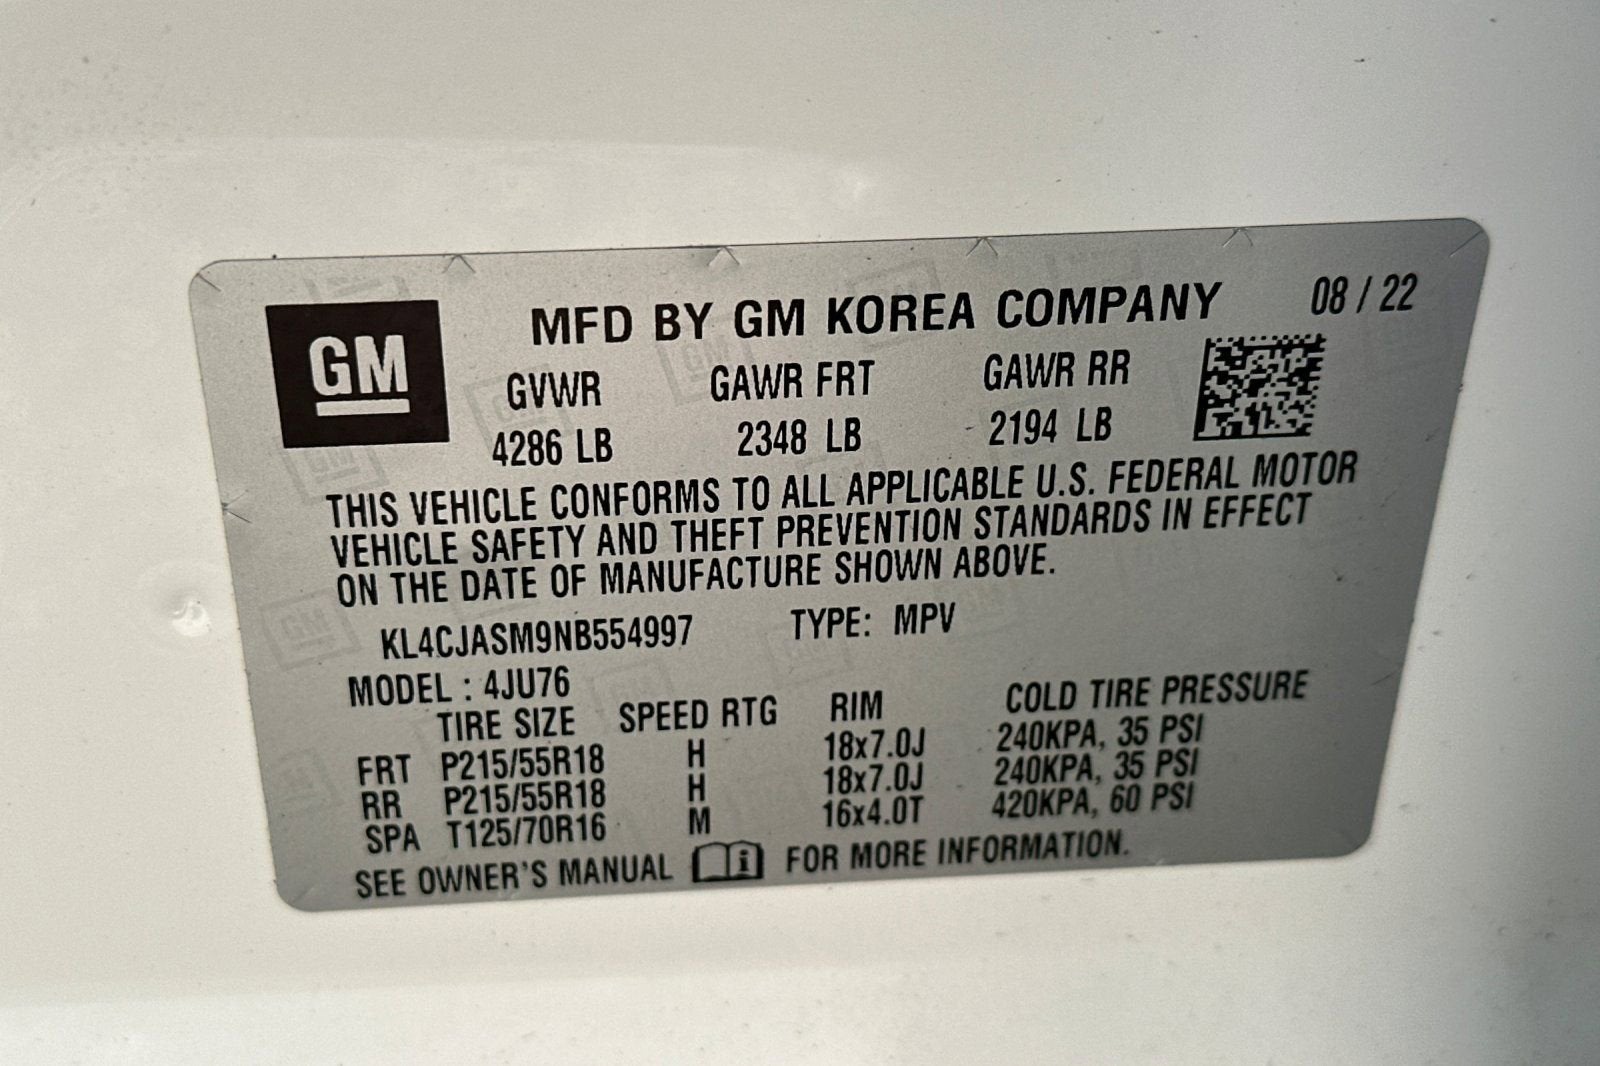 GM
MFD BY GM KOREA COMPANY 08 / 22
GVWR GAWR FRT GAWR RR
4286 LB 2348 LB 2194 LB
THIS VEHICLE CONFORMS TO ALL APPLICABLE U.S. FEDERAL MOTOR
VEHICLE SAFETY AND THEFT PREVENTION STANDARDS IN EFFECT
ON THE DATE OF MANUFACTURE SHOWN ABOVE.
KL4CJASM9NB554997 TYPE: MPV
MODEL : 4JU76
TIRE SIZE SPEED RTG RIM COLD TIRE PRESSURE
FRT P215/55R18 H 18x7.0J 240KPA, 35 PSI
RR P215/55R18 H 18x7.0J 240KPA, 35 PSI
SPA T125/70R16 M 16x4.0T 420KPA, 60 PSI
SEE OWNER'S MANUAL i FOR MORE INFORMATION.